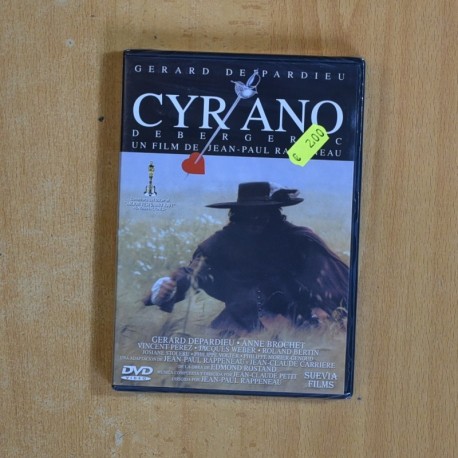 GERARD DEPARDIEU
CYRANO
DE BERGERAC
UN FILM DE JEAN-PAUL RAPPENEAU
€ 2,00
GERARD DEPARDIEU • ANNE BROCHET
VINCENT PEREZ • JACQUES WEBER • ROLAND BERTIN
JEAN-PAUL RAPPENEAU JEAN-CLAUDE CARRIERE
EDMOND ROSTAND
JEAN-CLAUDE PETIT
JEAN-PAUL RAPPENEAU
DVD
VIDEO
SUEVIA
FILMS